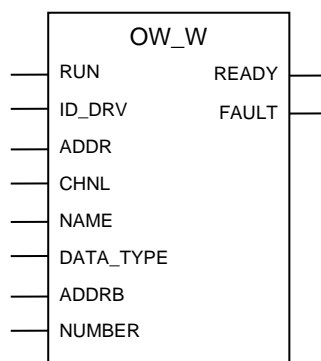 OW_W
RUN READY
ID_DRV FAULT
ADDR
CHNL
NAME
DATA_TYPE
ADDRB
NUMBER